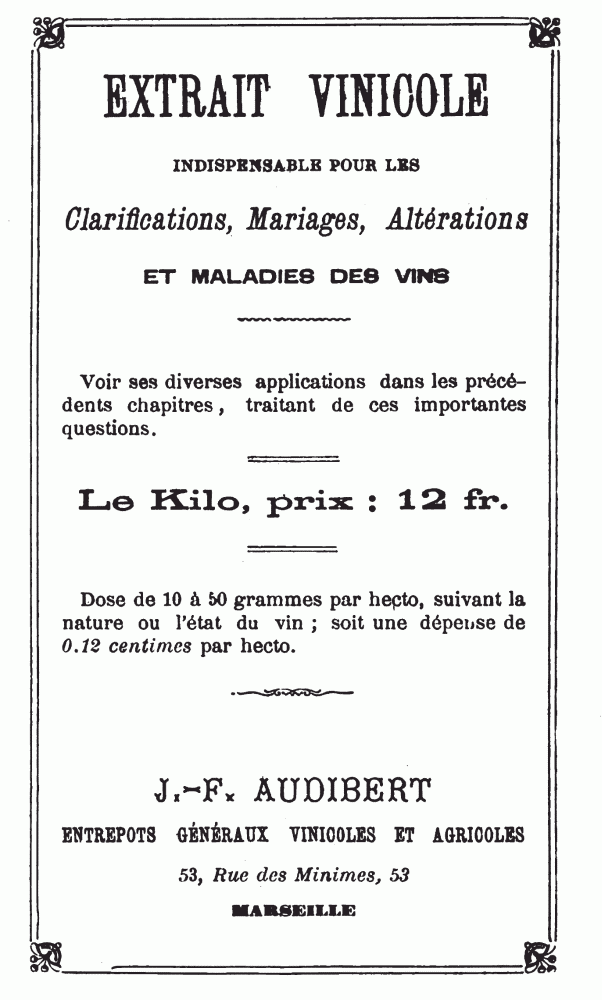 EXTRAIT VINICOLE
INDISPENSABLE POUR LES
Clarifications, Mariages, Altérations
ET MALADIES DES VINS
Voir ses diverses applications dans les précé-
dents chapitres, traitant de ces importantes
questions.
Le Kilo, prix : 12 fr.
Dose de 10 à 50 grammes par hecto, suivant la
nature ou l'état du vin ; soit une dépense de
0.12 centimes par hecto.
J.-F. AUDIBERT
ENTREPOTS GÉNÉRAUX VINICOLES ET AGRICOLES
53, Rue des Minimes, 53
MARSEILLE